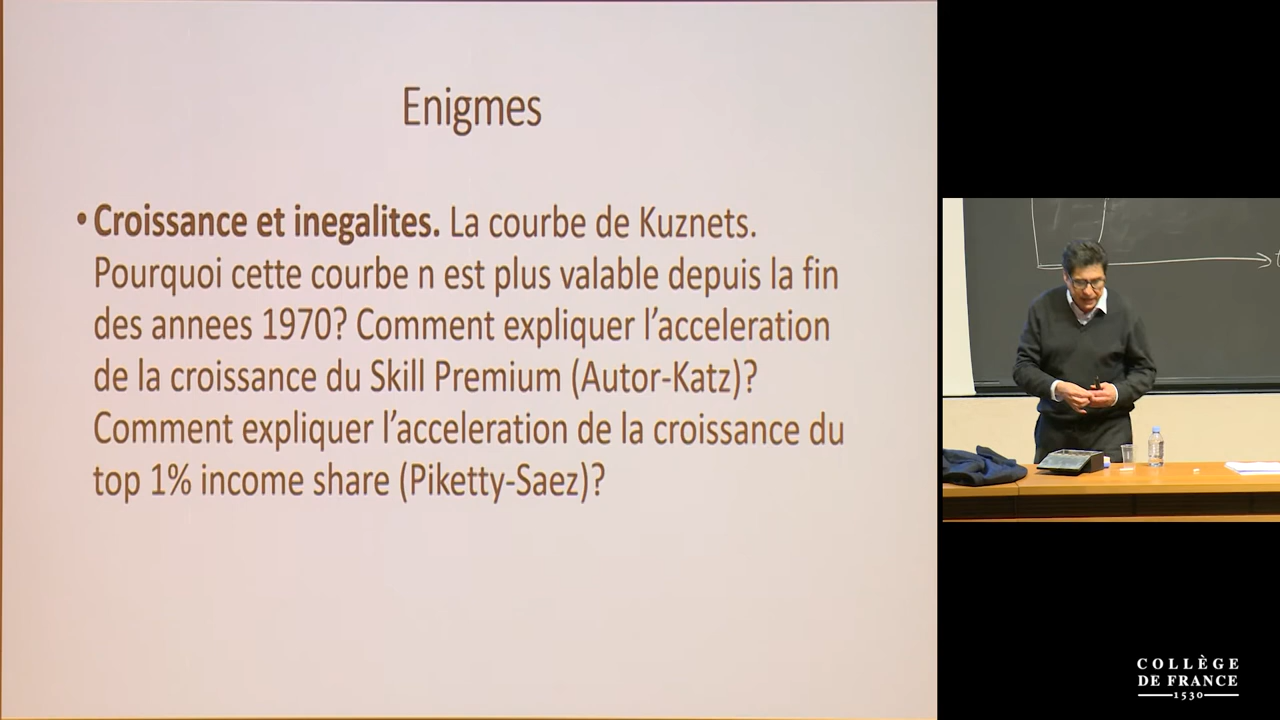 Enigmes
• Croissance et inegalites. La courbe de Kuznets.
Pourquoi cette courbe n est plus valable depuis la fin
des annees 1970? Comment expliquer l’acceleration
de la croissance du Skill Premium (Autor-Katz)?
Comment expliquer l’acceleration de la croissance du
top 1% income share (Piketty-Saez)?
COLLÈGE
DE FRANCE
1530